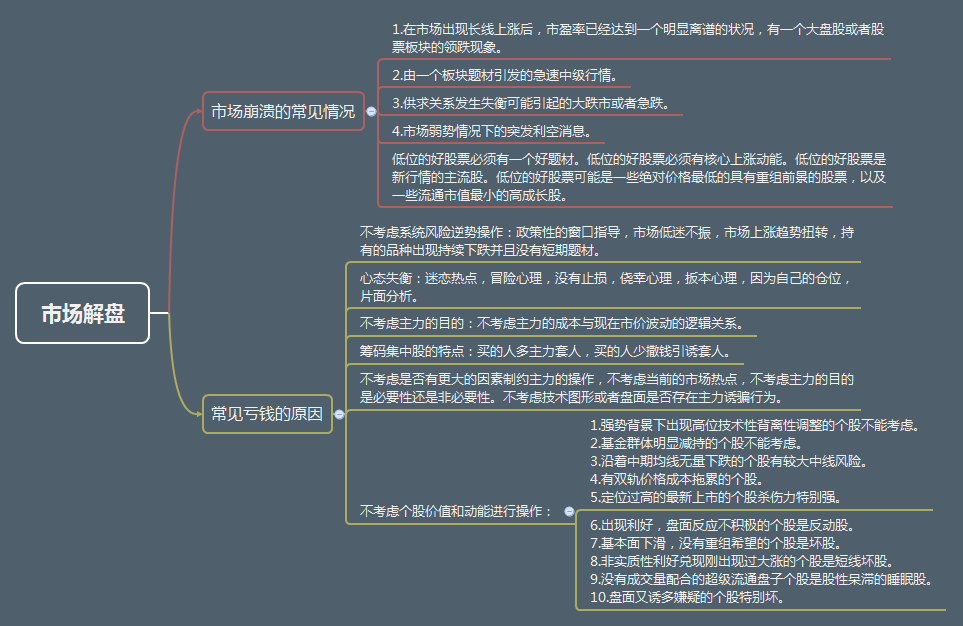 市场解盘
市场崩溃的常见情况
1.在市场出现长线上涨后，市盈率已经达到一个明显离谱的状况，有一个大盘股或者股
票板块的领跌现象。
2.由一个板块题材引发的急速中级行情。
3.供求关系发生失衡可能引起的大跌市或者急跌。
4.市场弱势情况下的突发利空消息。
低位的好股票必须有一个好题材。低位的好股票必须有核心上涨动能。低位的好股票是
新行情的主流股。低位的好股票可能是一些绝对价格最低的具有重组前景的股票，以及
一些流通市值最小的高成长股。
常见亏钱的原因
不考虑系统风险逆势操作：政策性的窗口指导，市场低迷不振，市场上涨趋势扭转，持
有的品种出现持续下跌并且没有短期题材。
心态失衡：迷恋热点，冒险心理，没有止损，侥幸心理，扳本心理，因为自己的仓位，
片面分析。
不考虑主力的目的：不考虑主力的成本与现在市价波动的逻辑关系。
筹码集中股的特点：买的人多主力套人，买的人少撒钱引诱套人。
不考虑是否有更大的因素制约主力的操作，不考虑当前的市场热点，不考虑主力的目的
是必要性还是非必要性。不考虑技术图形或者盘面是否存在主力诱骗行为。
不考虑个股价值和动能进行操作：
1.强势背景下出现高位技术性背离性调整的个股不能考虑。
2.基金群体明显减持的个股不能考虑。
3.沿着中期均线无量下跌的个股有较大中线风险。
4.有双轨价格成本拖累的个股。
5.定位过高的最新上市的个股杀伤力特别强。
6.出现利好，盘面反应不积极的个股是反动股。
7.基本面下滑，没有重组希望的个股是坏股。
8.非实质性利好兑现刚出现过大涨的个股是短线坏股。
9.没有成交量配合的超级流通盘子个股是股性呆滞的睡眠股。
10.盘面又诱多嫌疑的个股特别坏。